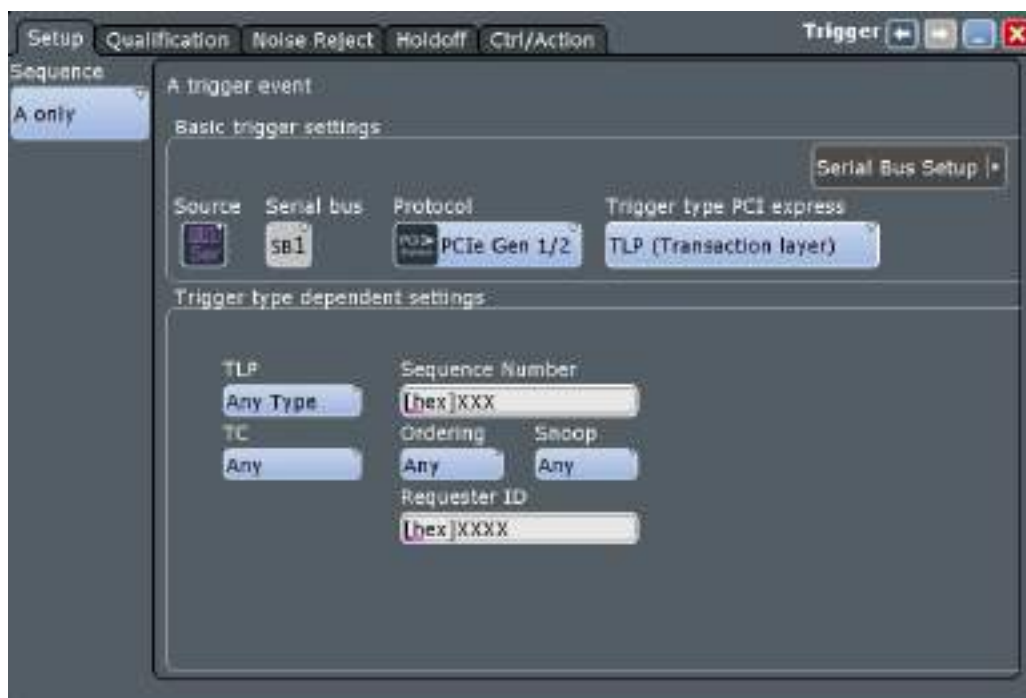 Setup Qualification Noise Reject Holdoff Ctrl/Action Trigger
Sequence
A only
A trigger event
Basic trigger settings
Serial Bus Setup
Source Serial bus Protocol Trigger type PCI express
SB1 PCIe Gen 1/2 TLP (Transaction layer)
Trigger type dependent settings
TLP Sequence Number
Any Type [hex]XXX
TC Ordering Snoop
Any Any Any
Requester ID
[hex]XXXX